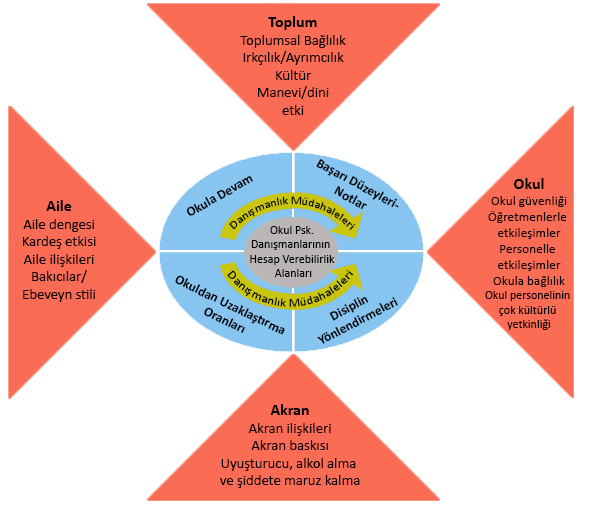 Toplum
Toplumsal Bağlılık
Irkçılık/Ayrımcılık
Kültür
Manevi/dini
etki
Aile
Aile dengesi
Kardeş etkisi
Aile ilişkileri
Bakıcılar/
Ebeveyn stili
Okula Devam
Başarı Düzeyleri-
Notlar
Danışmanlık Müdahaleleri
Okul Psk.
Danışmanlarının
Hesap Verebilirlik
Alanları
Danışmanlık Müdahaleleri
Okuldan Uzaklaştırma
Oranları
Disiplin
Yönlendirmeleri
Okul
Okul güvenliği
Öğretmenlerle
etkileşimler
Personelle
etkileşimler
Okula bağlılık
Okul personelinin
çok kültürlü
yetkinliği
Akran
Akran ilişkileri
Akran baskısı
Uyuşturucu, alkol alma
ve şiddete maruz kalma